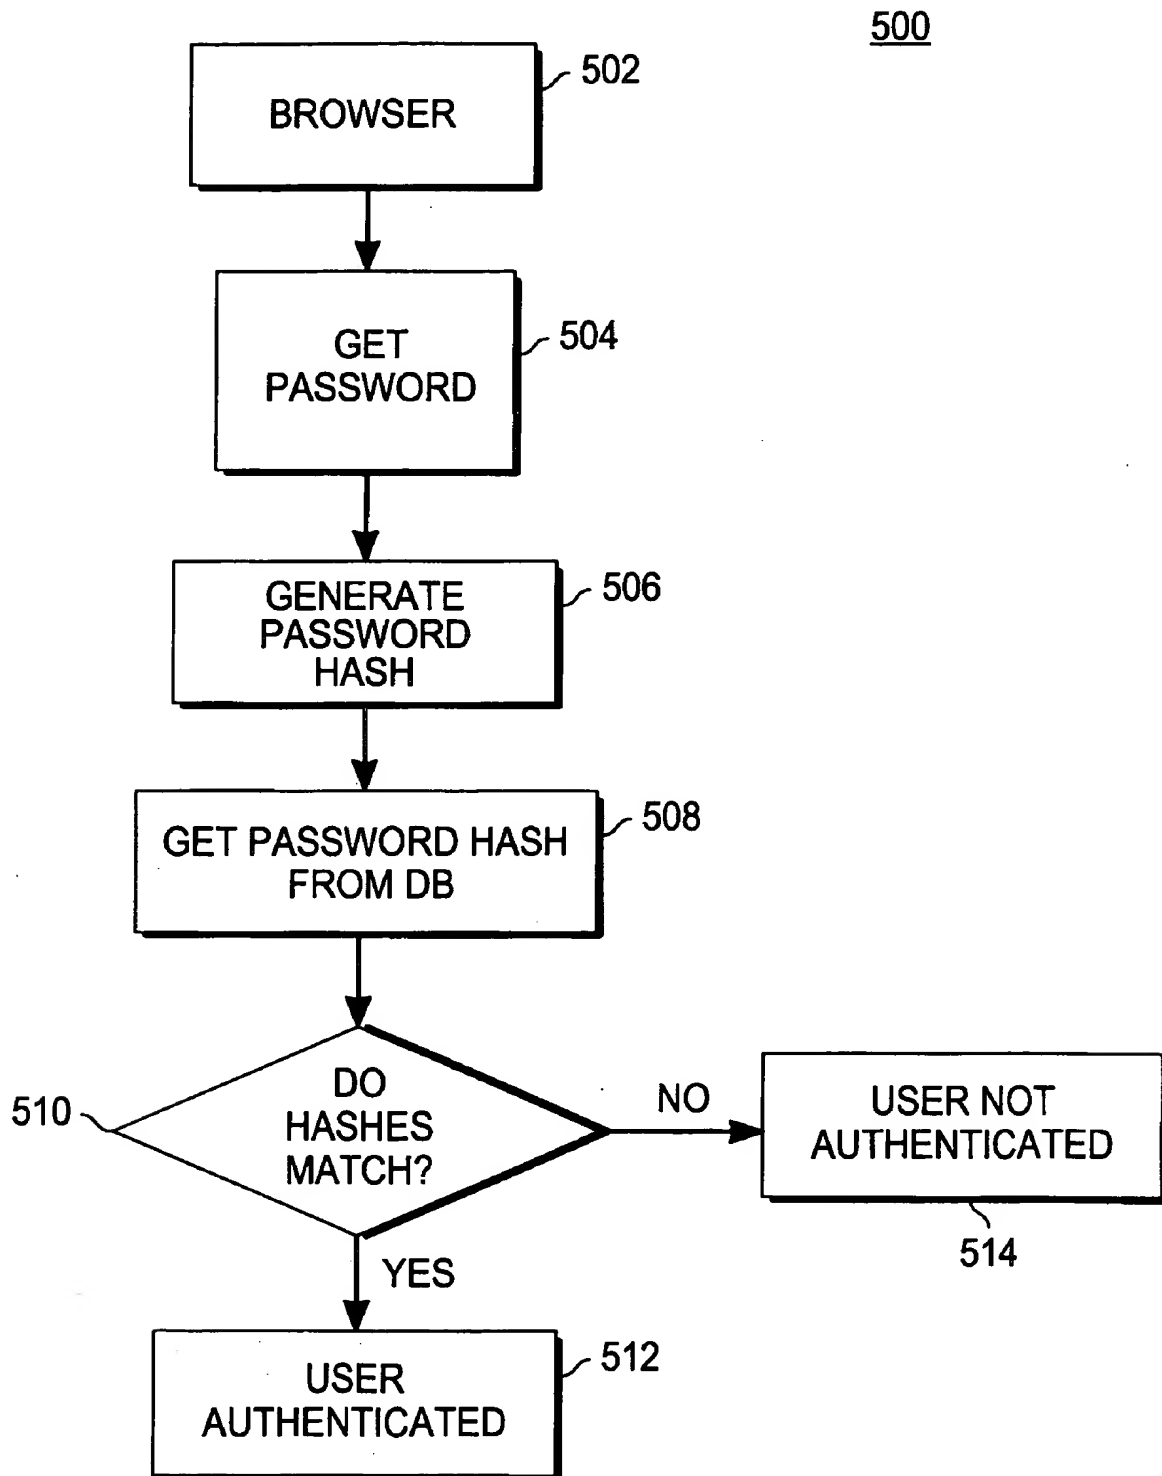 500
BROWSER
502
GET
PASSWORD
504
GENERATE
PASSWORD
HASH
506
GET PASSWORD HASH
FROM DB
508
DO
HASHES
MATCH?
510
NO
USER NOT
AUTHENTICATED
514
YES
USER
AUTHENTICATED
512